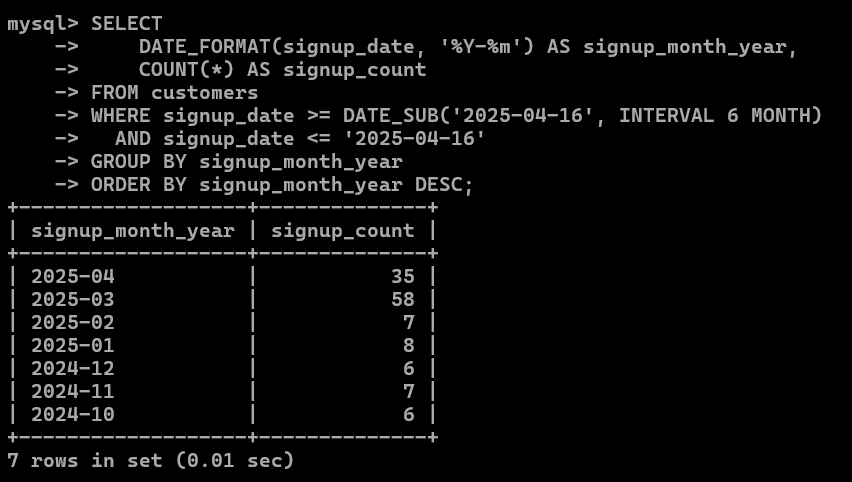 mysql> SELECT
    ->     DATE_FORMAT(signup_date, '%Y-%m') AS signup_month_year,
    ->     COUNT(*) AS signup_count
    -> FROM customers
    -> WHERE signup_date >= DATE_SUB('2025-04-16', INTERVAL 6 MONTH)
    ->   AND signup_date <= '2025-04-16'
    -> GROUP BY signup_month_year
    -> ORDER BY signup_month_year DESC;
+-------------------+--------------+
| signup_month_year | signup_count |
+-------------------+--------------+
| 2025-04           |           35 |
| 2025-03           |           58 |
| 2025-02           |            7 |
| 2025-01           |            8 |
| 2024-12           |            6 |
| 2024-11           |            7 |
| 2024-10           |            6 |
+-------------------+--------------+
7 rows in set (0.01 sec)